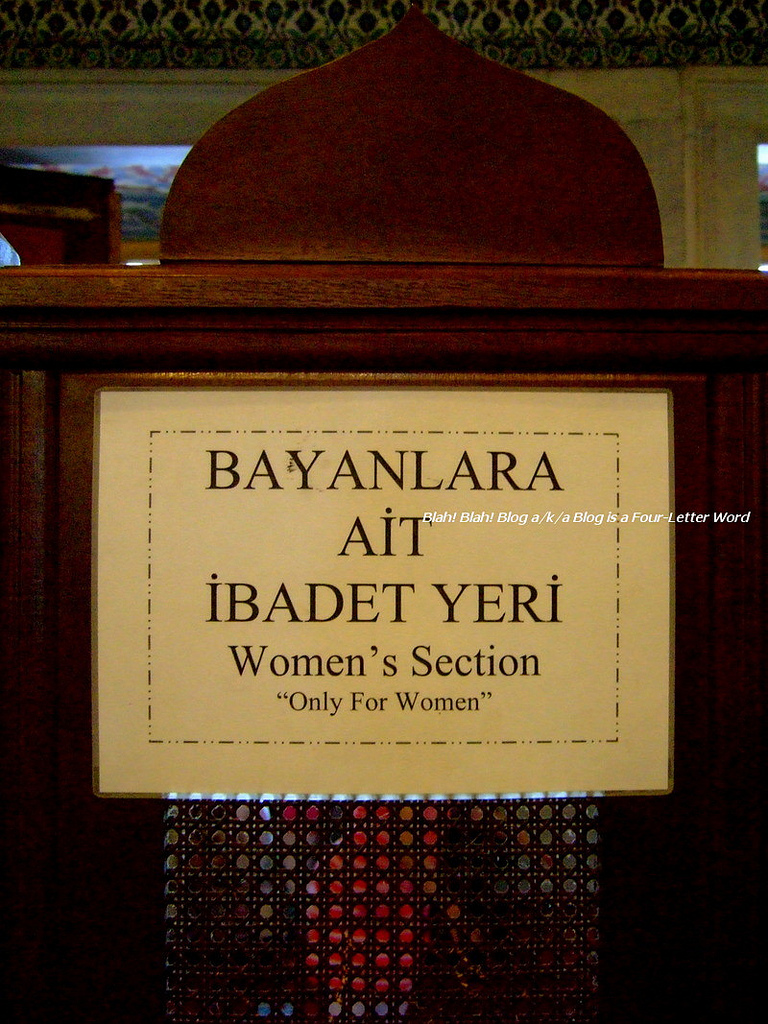 BAYANLARA
AİT
Blah! Blah! Blog a/k/a Blog is a Four-Letter Word
İBADET YERİ
Women's Section
“Only For Women”